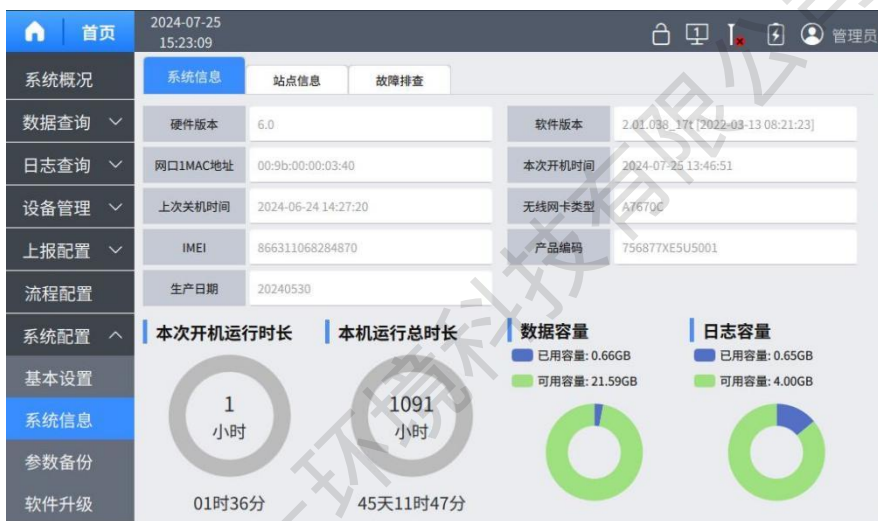 首页
2024-07-25
15:23:09
1
管理员
系统概况
数据查询
日志查询
设备管理
上报配置
流程配置
系统配置
基本设置
系统信息
参数备份
软件升级
系统信息 站点信息 故障排查
硬件版本 6.0 软件版本 2.01.038_17t [2022-03-13 08:21:23]
网口1MAC地址 00:9b:00:00:03:40 本次开机时间 2024-07-25 13:46:51
上次关机时间 2024-06-24 14:27:20 无线网卡类型 A7670C
IMEI 866311068284870 产品编码 756877XE5U5001
生产日期 20240530
本次开机运行时长 本机运行总时长 数据容量 日志容量
已用容量: 0.66GB 已用容量: 0.65GB
可用容量: 21.59GB 可用容量: 4.00GB
1 1091
小时 小时
01时36分 45天11时47分
环境科技有限公司